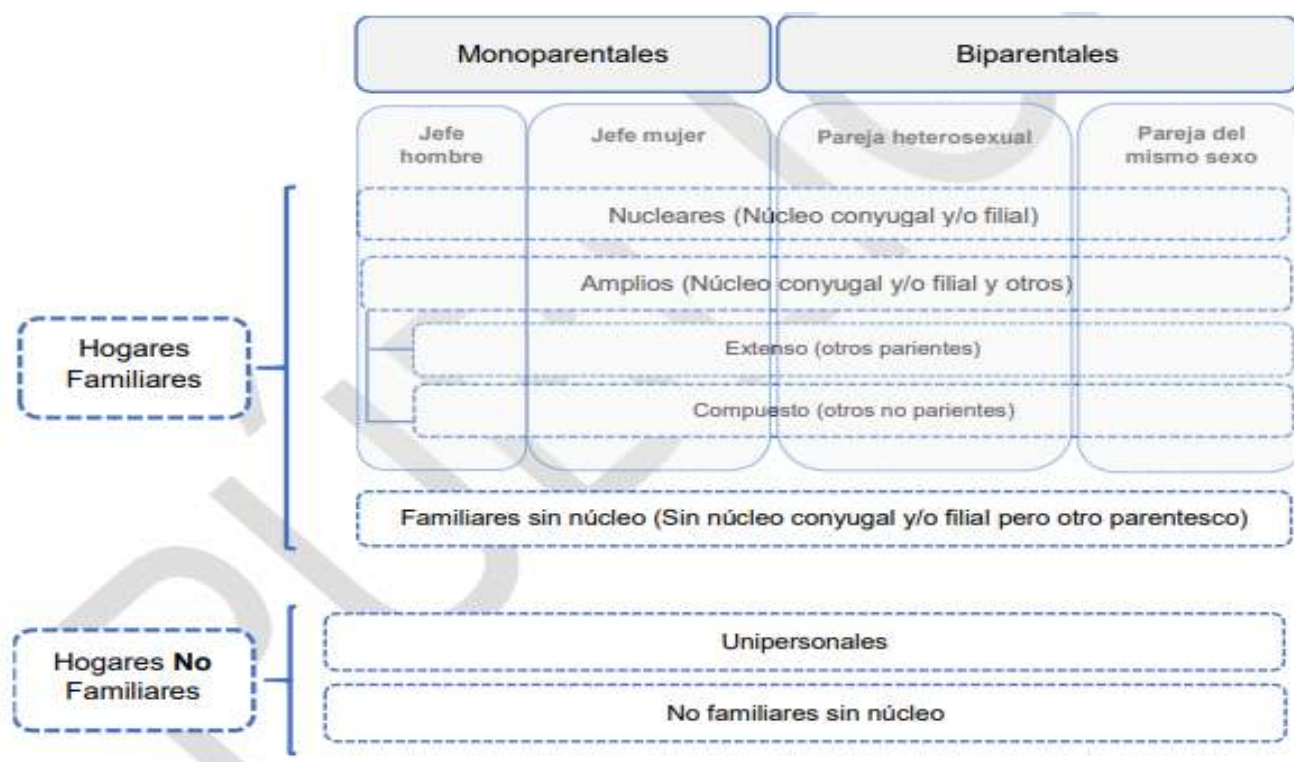 Monoparentales
Biparentales
Jefe
hombre
Jefe mujer
Pareja heterosexual
Pareja del
mismo sexo
Nucleares (Núcleo conyugal y/o filial)
Amplios (Núcleo conyugal y/o filial y otros)
Hogares
Familiares
Extenso (otros parientes)
Compuesto (otros no parientes)
Familiares sin núcleo (Sin núcleo conyugal y/o filial pero otro parentesco)
Hogares No
Familiares
Unipersonales
No familiares sin núcleo